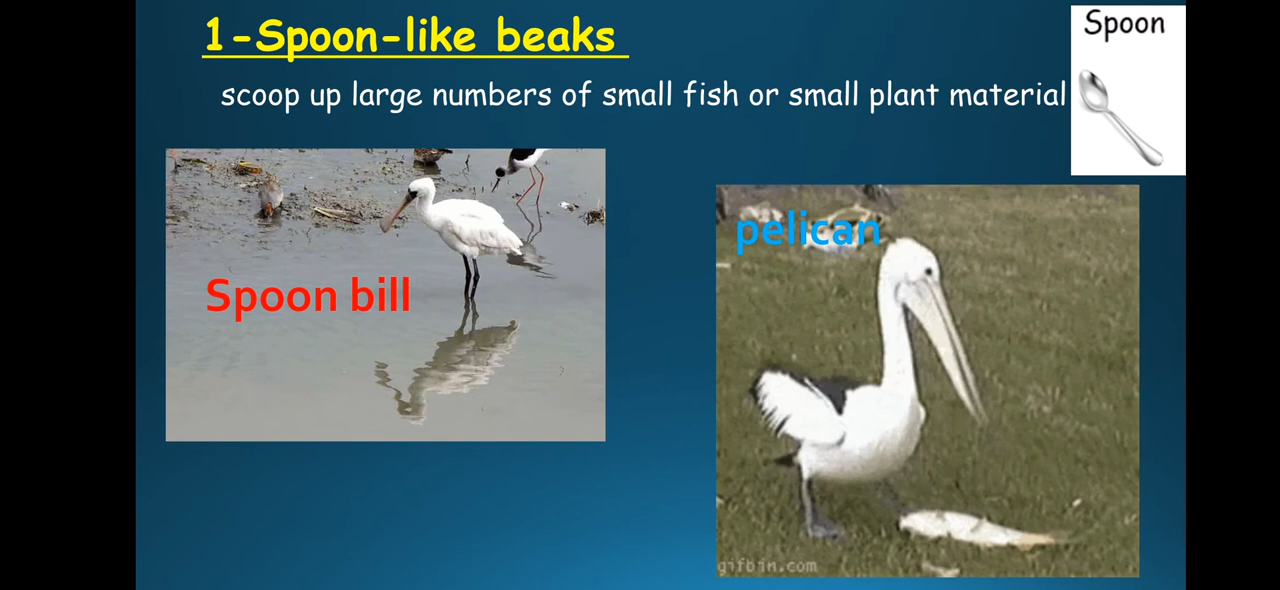 1-Spoon-like beaks
Spoon
scoop up large numbers of small fish or small plant material
pelican
Spoon bill
gifbin.com